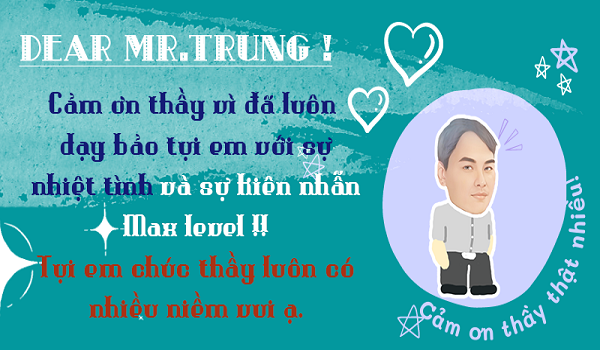 DEAR MR.TRUNG !
Cảm ơn thầy vì đã luôn
dạy bảo tụi em với sự
nhiệt tình và sự kiên nhẫn
Max level !!
Tụi em chúc thầy luôn có
nhiều niềm vui ạ.
Cảm ơn thầy thật nhiều!